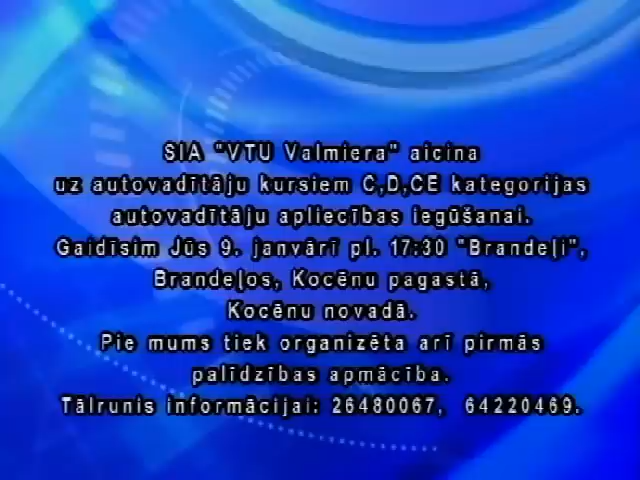 SIA "VTU Valmiera" aicina
uz autovadītāju kursiem C,D,CE kategorijas
autovadītāju apliecības iegūšanai.
Gaidīsim Jūs 9. janvārī pl. 17:30 "Brandeļi",
Brandeļos, Kocēnu pagastā,
Kocēnu novadā.
Pie mums tiek organizēta arī pirmās
palīdzības apmācība.
Tālrunis informācijai: 26480067, 64220469.